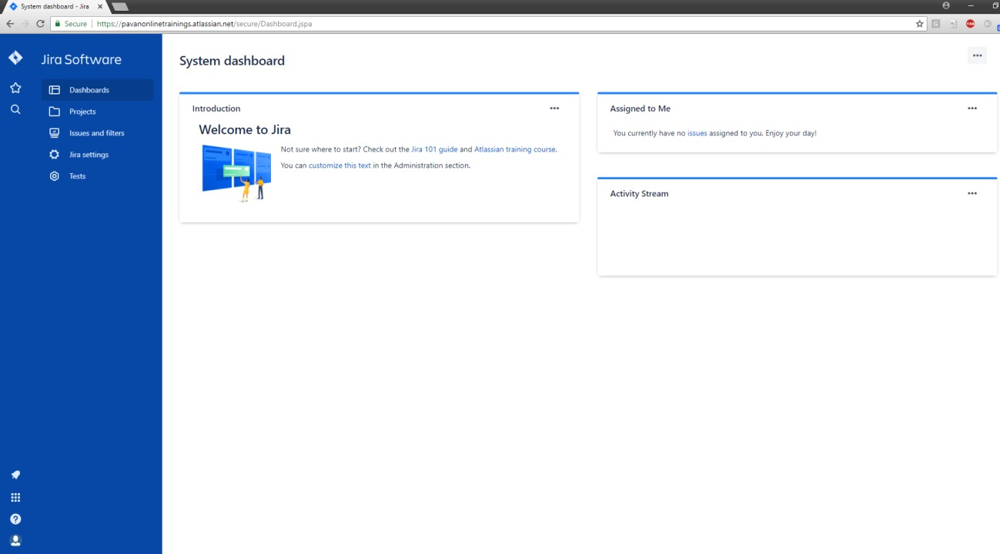 System dashboard - Jira
Secure | https://pavanonlinetrainings.atlassian.net/secure/Dashboard.jspa
Jira Software
Dashboards
Projects
Issues and filters
Jira settings
Tests
System dashboard
Introduction
Welcome to Jira
Not sure where to start? Check out the Jira 101 guide and Atlassian training course.
You can customize this text in the Administration section.
Assigned to Me
You currently have no issues assigned to you. Enjoy your day!
Activity Stream